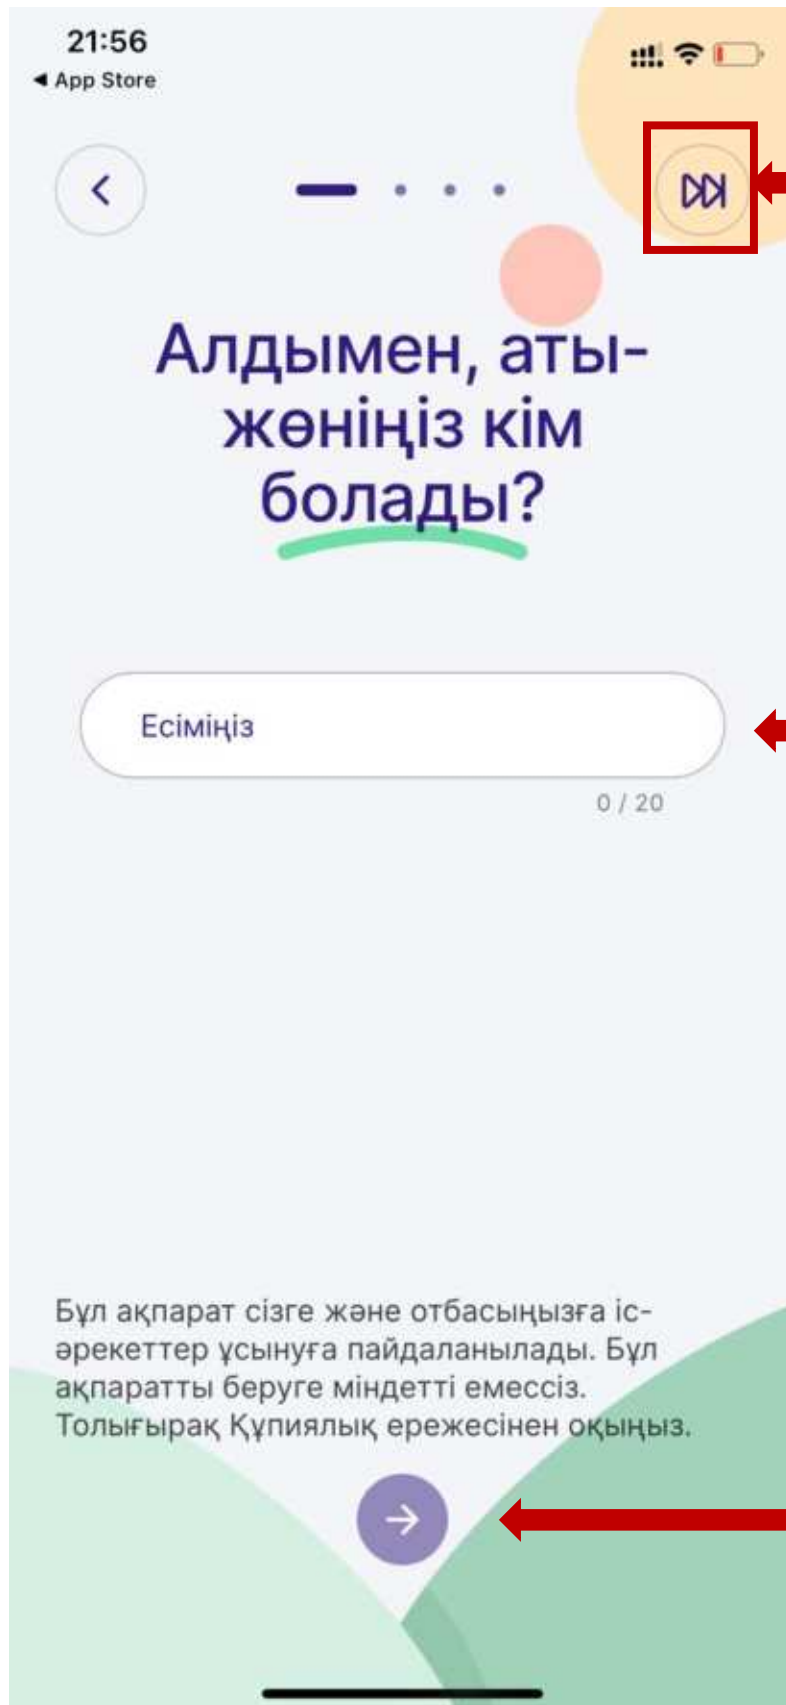 21:56
◀ App Store
Алдымен, аты-
жөніңіз кім
болады?
Есіміңіз
0 / 20
Бұл ақпарат сізге және отбасыңызға іс-
әрекеттер ұсынуға пайдаланылады. Бұл
ақпаратты беруге міндетті емессіз.
Толығырақ Құпиялық ережесінен оқыңыз.